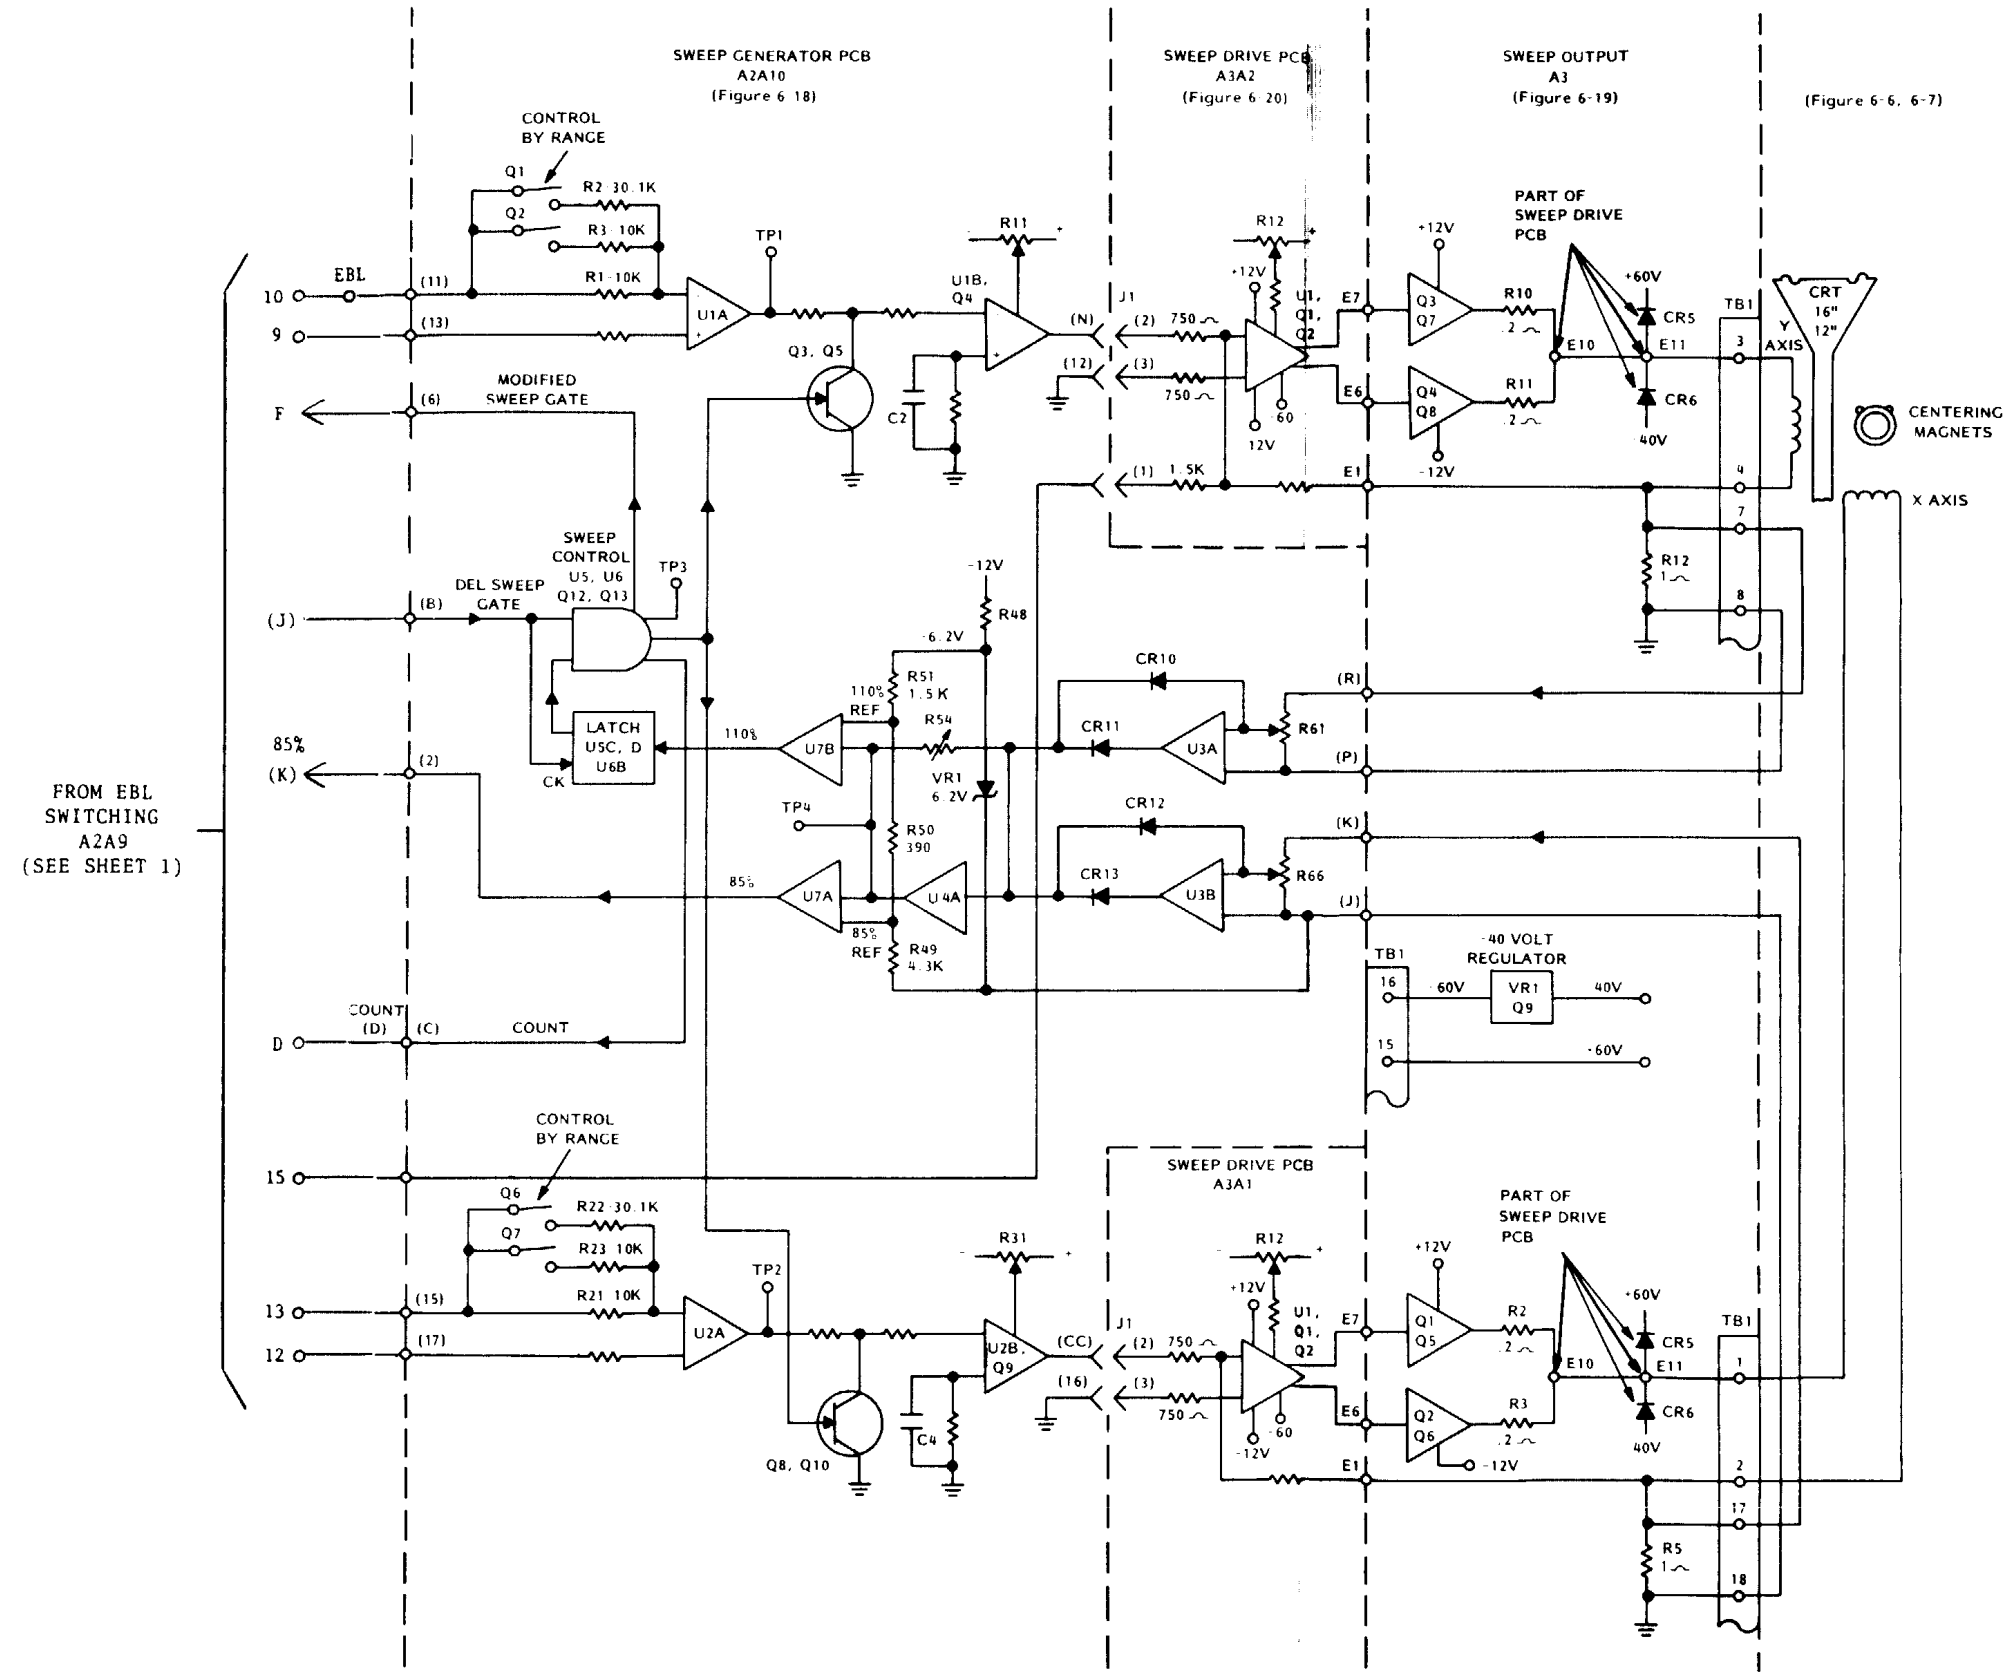 SWEEP GENERATOR PCB
A2A10
(Figure 6-18)
SWEEP DRIVE PCB
A3A2
(Figure 6-20)
SWEEP OUTPUT
A3
(Figure 6-19)
(Figure 6-6, 6-7)
CONTROL
BY RANGE
Q1
R2-30.1K
Q2
R3-10K
R1-10K
10
EBL
(11)
9
(13)
U1A
+
TP1
Q3, Q5
U1B,
Q4
- R11 +
+
C2
(N)
(12)
J1
(2)
(3)
(1)
750
750
1.5K
R12
+
+12V
U1,
Q1,
Q2
-60
12V
E7
E6
E1
+12V
Q3
Q7
Q4
Q8
-12V
R10
.2
R11
.2
PART OF
SWEEP DRIVE
PCB
+60V
CR5
E10
E11
CR6
40V
TB1
3
4
7
8
R12
1
Y
AXIS
CRT
16"
12"
CENTERING
MAGNETS
X AXIS
F
(6)
MODIFIED
SWEEP GATE
SWEEP
CONTROL
U5, U6
Q12, Q13
TP3
(J)
(B)
DEL SWEEP
GATE
LATCH
U5C, D
U6B
CK
85%
(K)
(2)
110%
U7B
110%
REF
R51
1.5K
-6.2V
-12V
R48
R54
VR1
6.2V
TP4
R50
390
CR10
CR11
U3A
R61
(R)
(P)
CR12
CR13
U3B
R66
(K)
(J)
85%
U7A
85%
REF
U4A
R49
4.3K
FROM EBL
SWITCHING
A2A9
(SEE SHEET 1)
TB1
16
15
-60V
-40 VOLT
REGULATOR
VR1
Q9
40V
-60V
D
COUNT
(D)
(C)
COUNT
15
CONTROL
BY RANGE
Q6
R22-30.1K
Q7
R23 10K
R21 10K
13
(15)
12
(17)
U2A
TP2
Q8, Q10
- R31 +
U2B,
Q9
C4
(CC)
(16)
SWEEP DRIVE PCB
A3A1
J1
(2)
(3)
750
750
- R12 +
+12V
U1,
Q1,
Q2
-60
-12V
E7
E6
E1
+12V
Q1
Q5
Q2
Q6
-12V
R2
.2
R3
.2
PART OF
SWEEP DRIVE
PCB
+60V
CR5
E10
E11
CR6
40V
TB1
1
2
17
18
R5
1